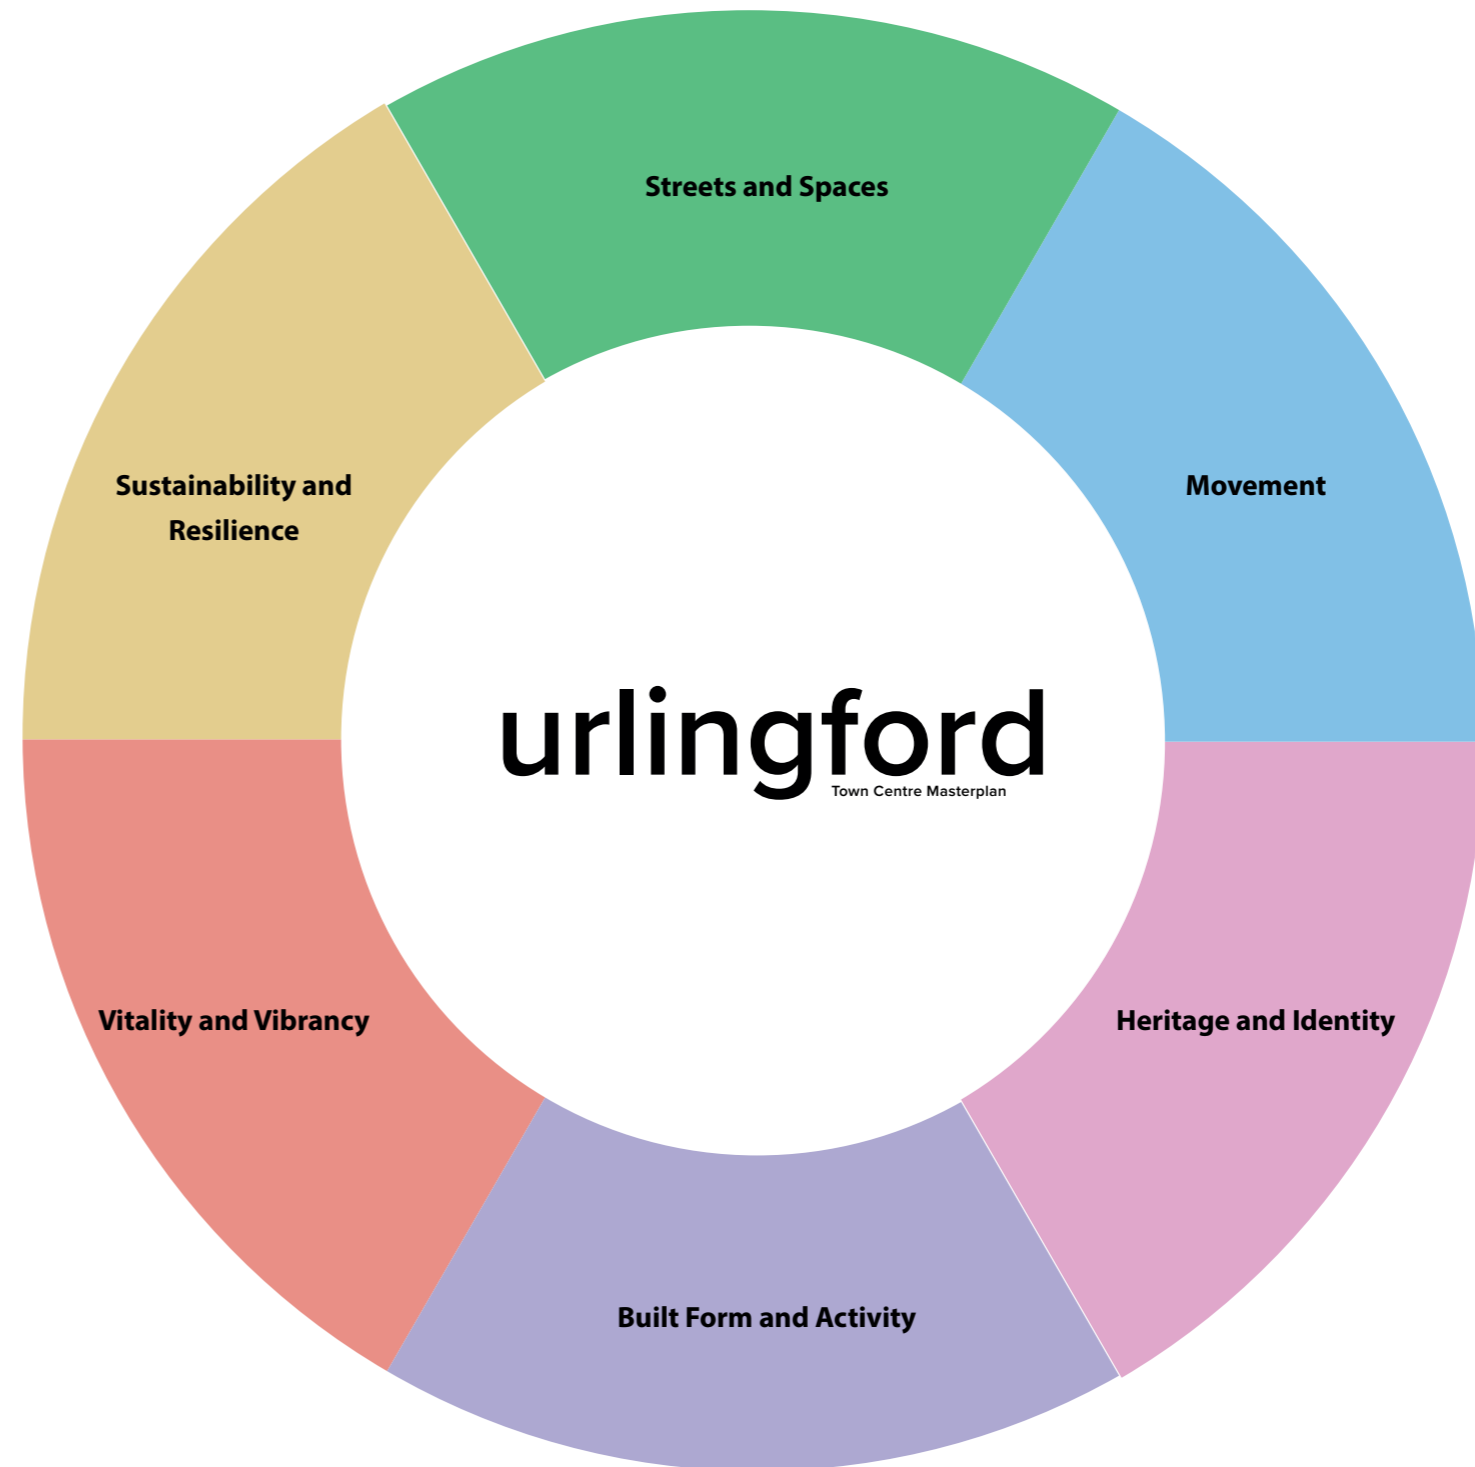 Streets and Spaces
Movement
Heritage and Identity
Built Form and Activity
Vitality and Vibrancy
Sustainability and
Resilience
urlingford
Town Centre Masterplan